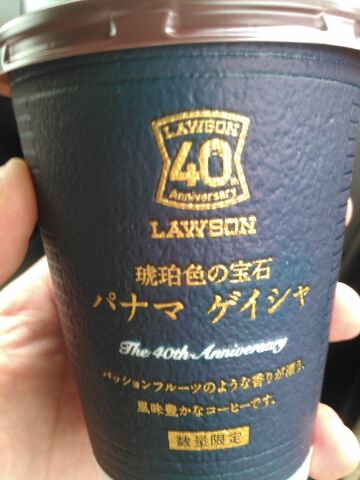 LAWSON
40th
Anniversary
LAWSON
琥珀色の宝石
パナマ ゲイシャ
The 40th Anniversary
パッションフルーツのような香りが漂う、
風味豊かなコーヒーです。
数量限定